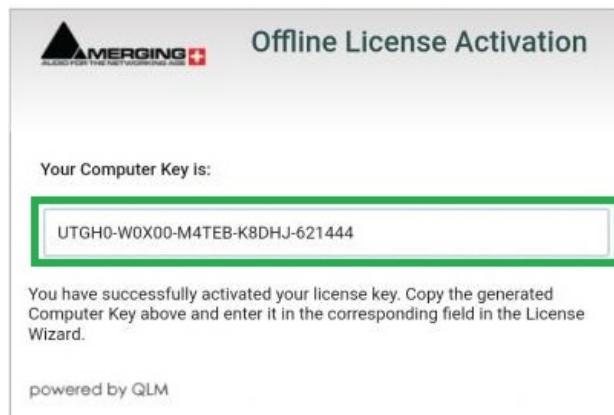 MERGING
AUDIO FOR THE NETWORKING AGE
Offline License Activation
Your Computer Key is:
UTGH0-W0X00-M4TEB-K8DHJ-621444
You have successfully activated your license key. Copy the generated
Computer Key above and enter it in the corresponding field in the License
Wizard.
powered by QLM